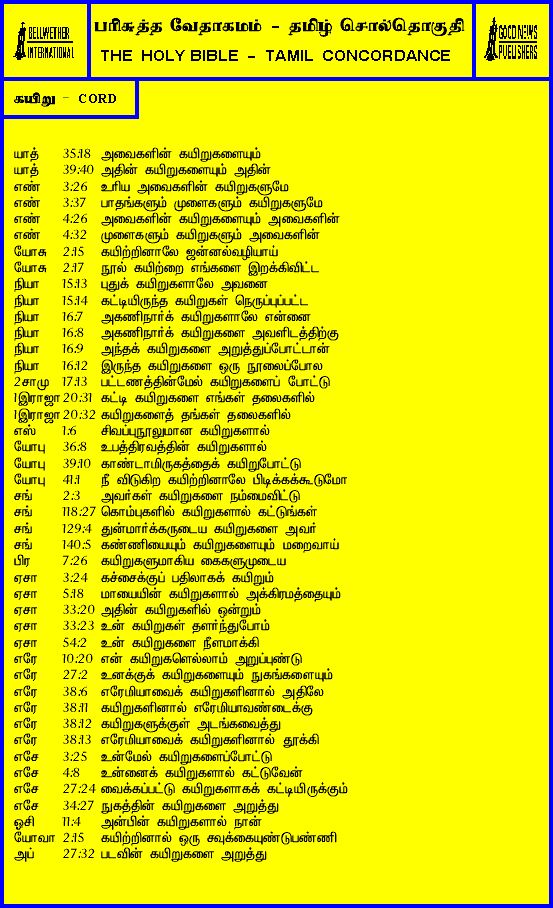 BELLWETHER
INTERNATIONAL
பரிசுத்த வேதாகமம் - தமிழ் சொல்தொகுதி
THE HOLY BIBLE - TAMIL CONCORDANCE
GOOD NEWS
PUBLISHERS
கயிறு - CORD
யாத் 35:18 அவைகளின் கயிறுகளையும்
யாத் 39:40 அதின் கயிறுகளையும் அதின்
எண் 3:26 உரிய அவைகளின் கயிறுகளுமே
எண் 3:37 பாதங்களும் முளைகளும் கயிறுகளுமே
எண் 4:26 அவைகளின் கயிறுகளையும் அவைகளின்
எண் 4:32 முளைகளும் கயிறுகளும் அவைகளின்
யோசு 2:15 கயிற்றினாலே ஜன்னல்வழியாய்
யோசு 2:17 நூல் கயிற்றை எங்களை இறக்கிவிட்ட
நியா 15:13 புதுக் கயிறுகளாலே அவனை
நியா 15:14 கட்டியிருந்த கயிறுகள் நெருப்புப்பட்ட
நியா 16:7 அகணிநார்க் கயிறுகளாலே என்னை
நியா 16:8 அகணிநார்க் கயிறுகளை அவளிடத்திற்கு
நியா 16:9 அந்தக் கயிறுகளை அறுத்துப்போட்டான்
நியா 16:12 இருந்த கயிறுகளை ஒரு நூலைப்போல
2சாமு 17:13 பட்டணத்தின்மேல் கயிறுகளைப் போட்டு
1இராஜா 20:31 கட்டி கயிறுகளை எங்கள் தலைகளில்
1இராஜா 20:32 கயிறுகளைத் தங்கள் தலைகளில்
எஸ் 1:6 சிவப்புநூலுமான கயிறுகளால்
யோபு 36:8 உபத்திரவத்தின் கயிறுகளால்
யோபு 39:10 காண்டாமிருகத்தைக் கயிறுபோட்டு
யோபு 41:1 நீ விடுகிற கயிற்றினாலே பிடிக்கக்கூடுமோ
சங் 2:3 அவர்கள் கயிறுகளை நம்மைவிட்டு
சங் 118:27 கொம்புகளில் கயிறுகளால் கட்டுங்கள்
சங் 129:4 துன்மார்க்கருடைய கயிறுகளை அவர்
சங் 140:5 கண்ணியையும் கயிறுகளையும் மறைவாய்
பிர 7:26 கயிறுகளுமாகிய கைகளுமுடைய
ஏசா 3:24 கச்சைக்குப் பதிலாகக் கயிறும்
ஏசா 5:18 மாயையின் கயிறுகளால் அக்கிரமத்தையும்
ஏசா 33:20 அதின் கயிறுகளில் ஒன்றும்
ஏசா 33:23 உன் கயிறுகள் தளர்ந்துபோம்
ஏசா 54:2 உன் கயிறுகளை நீளமாக்கி
எரே 10:20 என் கயிறுகளெல்லாம் அறுப்புண்டு
எரே 27:2 உனக்குக் கயிறுகளையும் நுகங்களையும்
எரே 38:6 எரேமியாவைக் கயிறுகளினால் அதிலே
எரே 38:11 கயிறுகளினால் எரேமியாவண்டைக்கு
எரே 38:12 கயிறுகளுக்குள் அடங்கவைத்து
எரே 38:13 எரேமியாவைக் கயிறுகளினால் தூக்கி
எசே 3:25 உன்மேல் கயிறுகளைப்போட்டு
எசே 4:8 உன்னைக் கயிறுகளால் கட்டுவேன்
எசே 27:24 வைக்கப்பட்டு கயிறுகளாகக் கட்டியிருக்கும்
எசே 34:27 நுகத்தின் கயிறுகளை அறுத்து
ஓசி 11:4 அன்பின் கயிறுகளால் நான்
யோவா 2:15 கயிற்றினால் ஒரு சவுக்கையுண்டுபண்ணி
அப் 27:32 படவின் கயிறுகளை அறுத்து